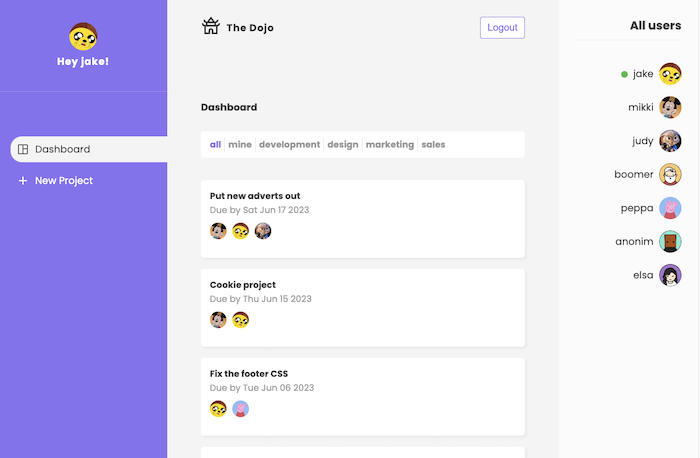 Hey jake!
Dashboard
New Project
The Dojo
Logout
Dashboard
all mine development design marketing sales
Put new adverts out
Due by Sat Jun 17 2023
Cookie project
Due by Thu Jun 15 2023
Fix the footer CSS
Due by Tue Jun 06 2023
All users
jake
mikki
judy
boomer
peppa
anonim
elsa